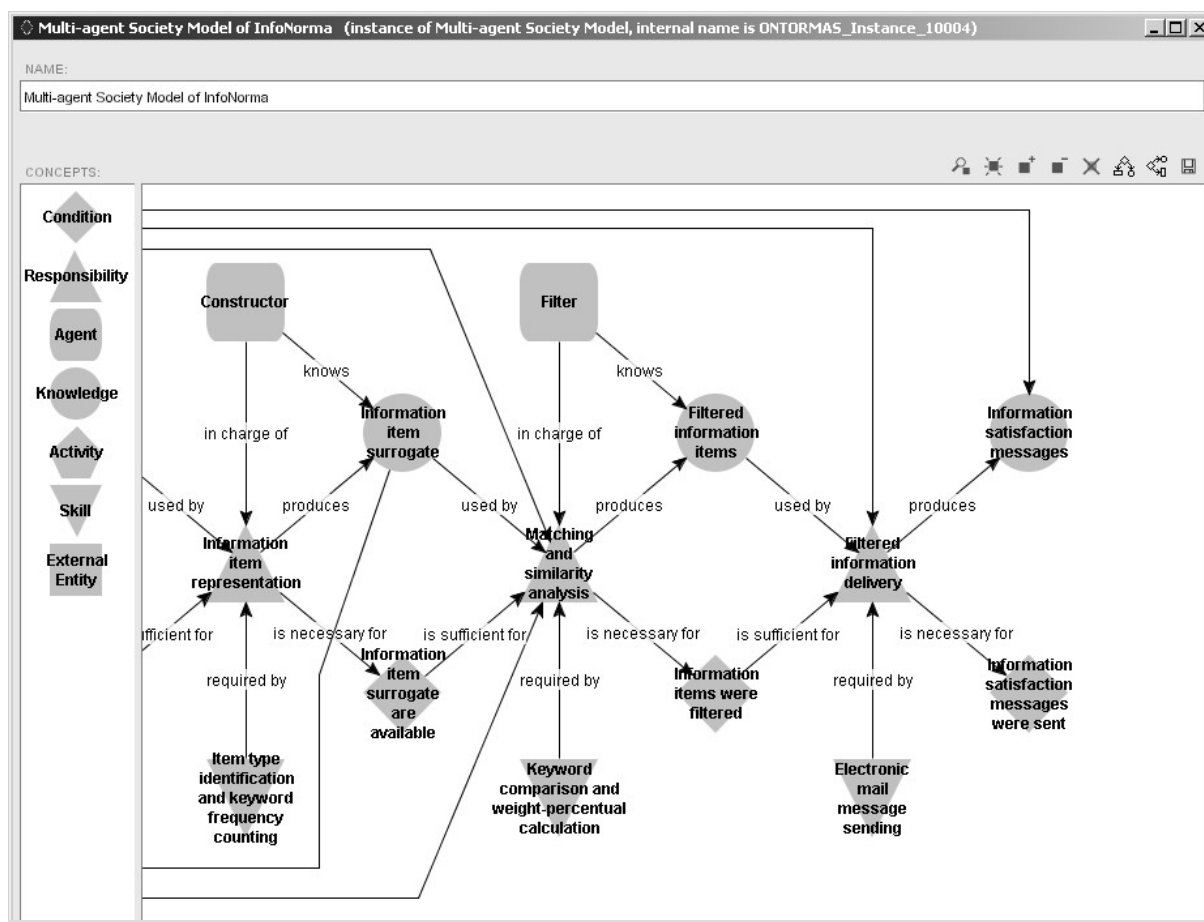 Multi-agent Society Model of InfoNorma (instance of Multi-agent Society Model, internal name is ONTORMAS_Instance_10004)
NAME:
Multi-agent Society Model of InfoNorma
CONCEPTS:
Condition
Responsibility
Agent
Knowledge
Activity
Skill
External
Entity
Constructor
Filter
knows
knows
in charge of
Information
item
surrogate
in charge of
Filtered
information
items
Information
satisfaction
messages
used by
produces
used by
produces
used by
produces
Information
item
representation
Matching
and
similarity
analysis
Filtered
information
delivery
ufficient for
is necessary for
is sufficient for
is necessary for
is sufficient for
is necessary for
required by
Information
item
surrogate
are
available
required by
Information
items were
filtered
required by
Information
satisfaction
messages
were sent
Item type
identification
and keyword
frequency
counting
Keyword
comparison and
weight-percentual
calculation
Electronic
mail
message
sending